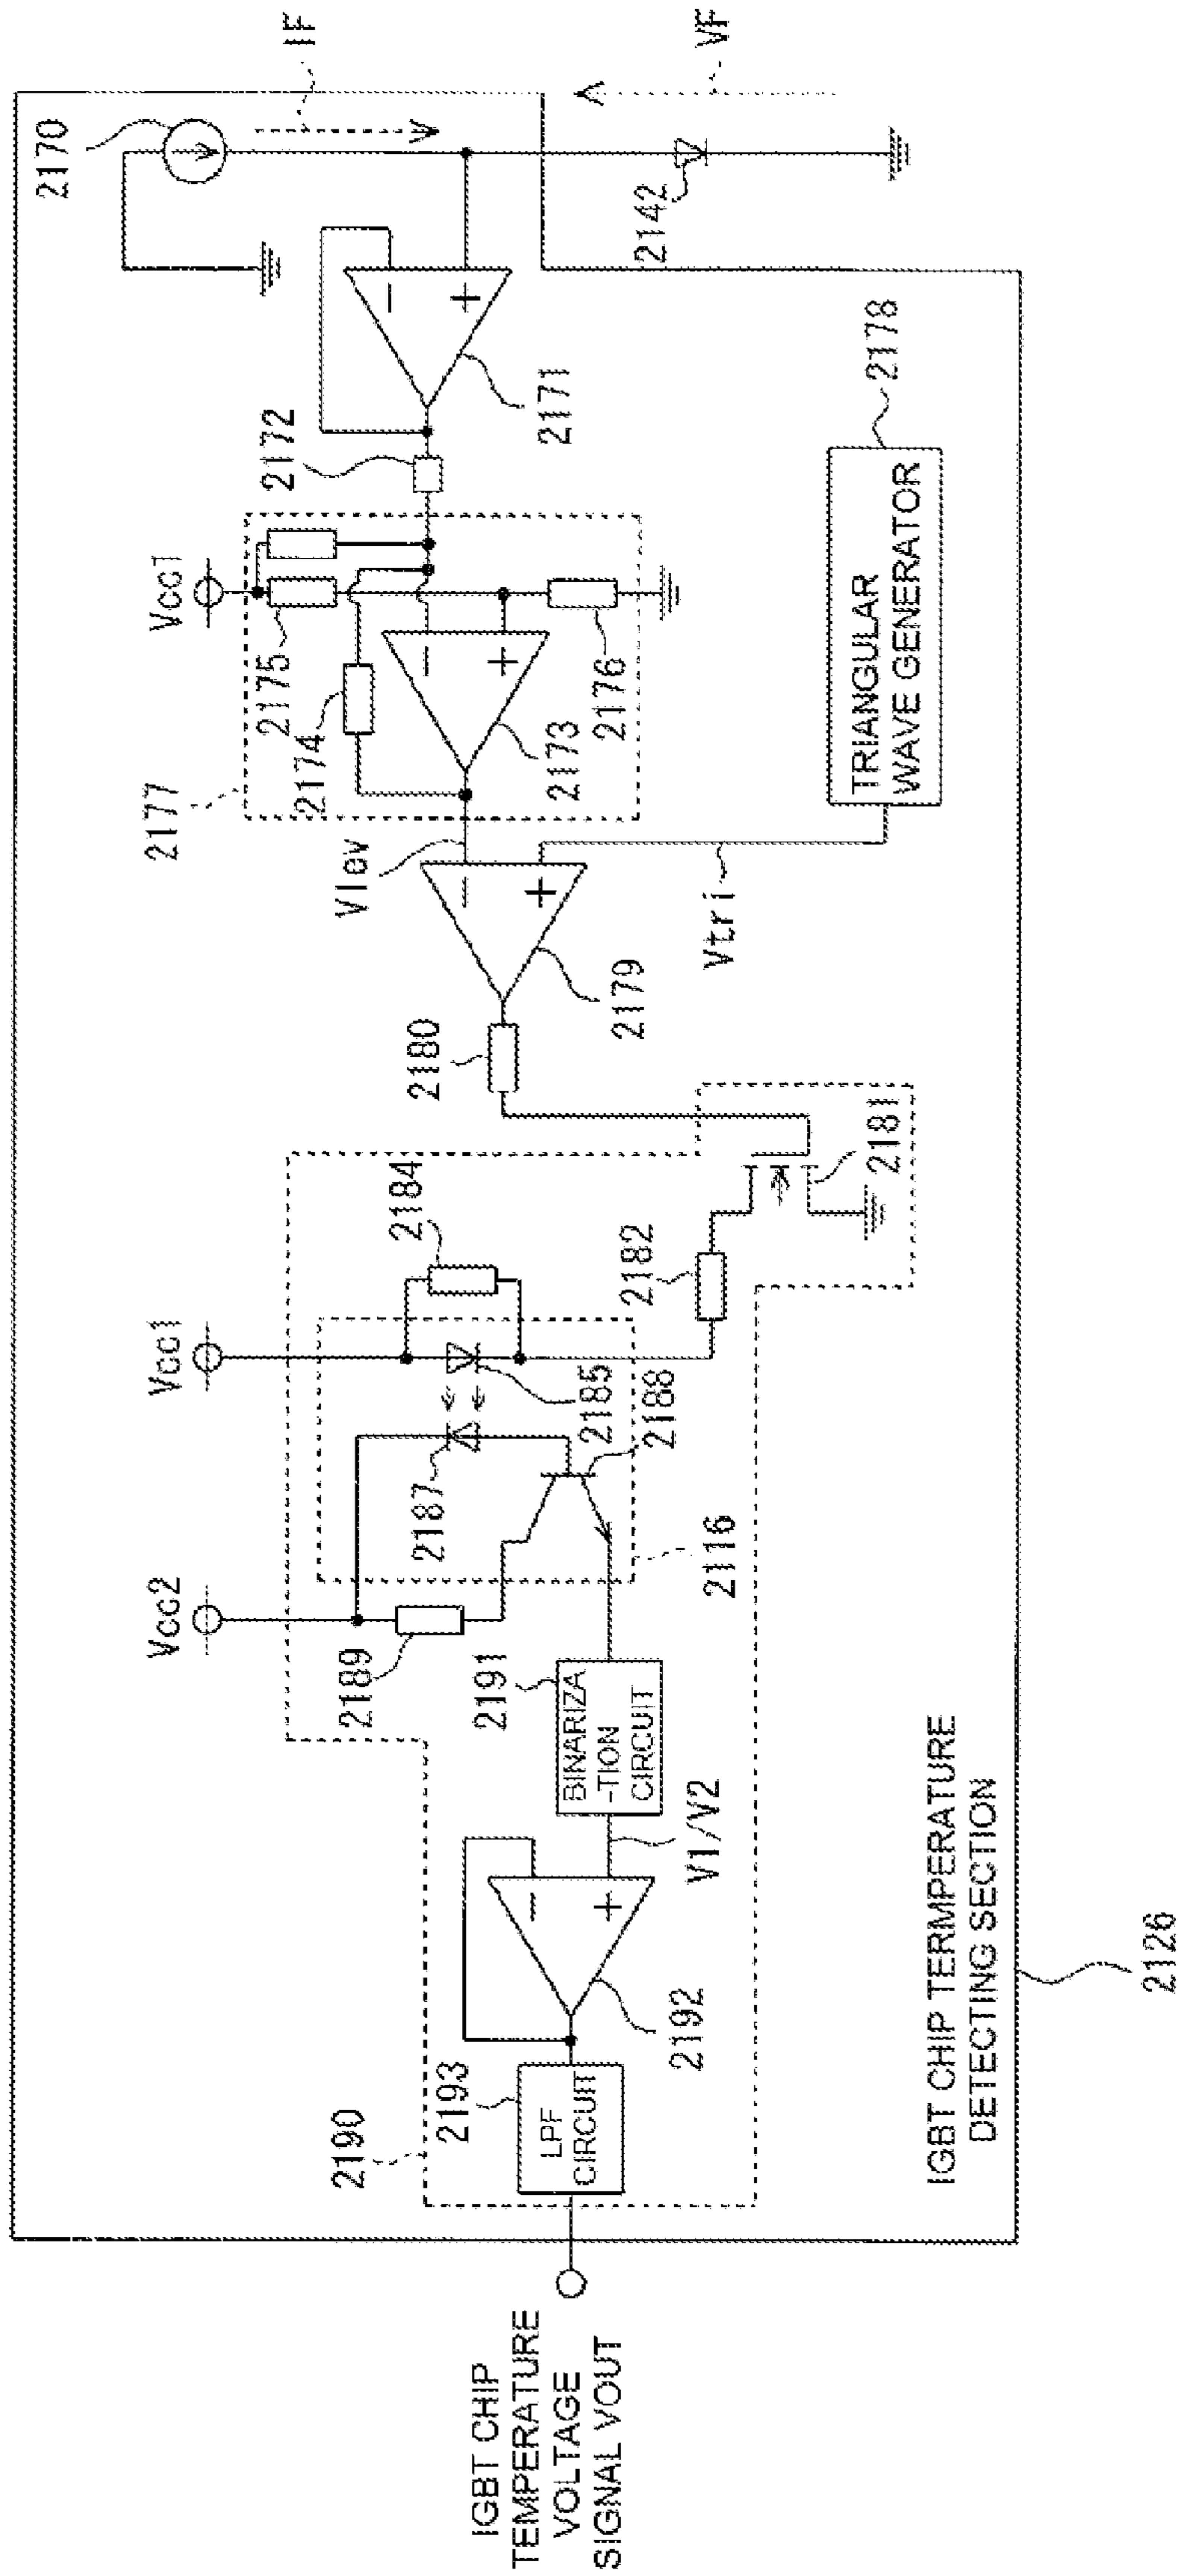 IGBT CHIP
TEMPERATURE
VOLTAGE
SIGNAL VOUT
2190
2193
LPF
CIRCUIT
2192
V1/V2
2191
BINARIZA
-TION
CIRCUIT
Vcc2
2189
2116
2187
2185
2188
Vcc1
2184
2182
2181
2180
2179
Vlev
Vtri
2177
2174
2175
Vcc1
2173
2176
2172
2171
2170
IF
VF
2142
2178
TRIANGULAR
WAVE GENERATOR
IGBT CHIP TERMPERATURE
DETECTING SECTION
2126